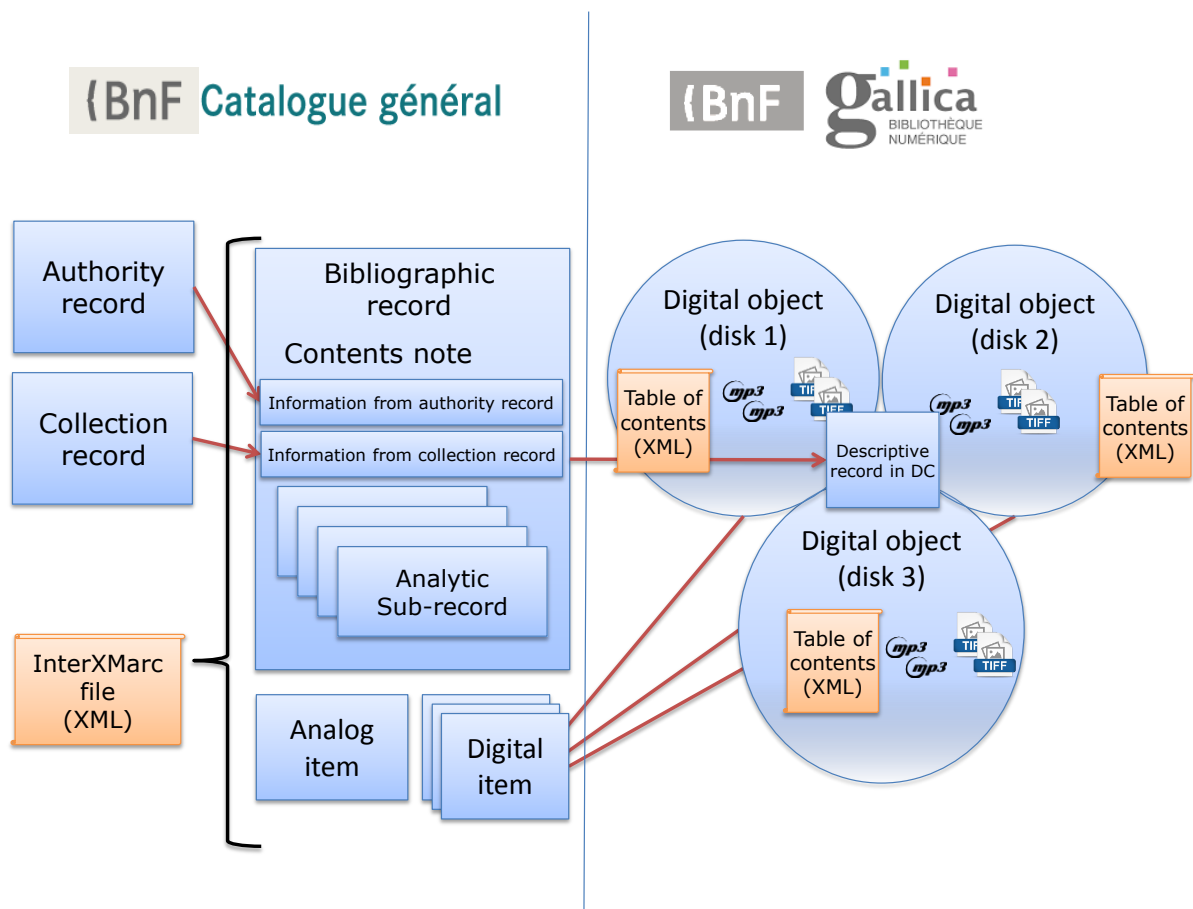 (BnF Catalogue général
(BnF gallica
BIBLIOTHÈQUE
NUMÉRIQUE
Authority
record
Collection
record
InterXMarc
file
(XML)
Bibliographic
record
Contents note
Information from authority record
Information from collection record
Analytic
Sub-record
Analog
item
Digital
item
Digital object
(disk 1)
Table of
contents
(XML)
mp3
mp3
TIFF
TIFF
Descriptive
record in DC
Digital object
(disk 2)
mp3
mp3
TIFF
TIFF
Table of
contents
(XML)
Digital object
(disk 3)
Table of
contents
(XML)
mp3
mp3
TIFF
TIFF